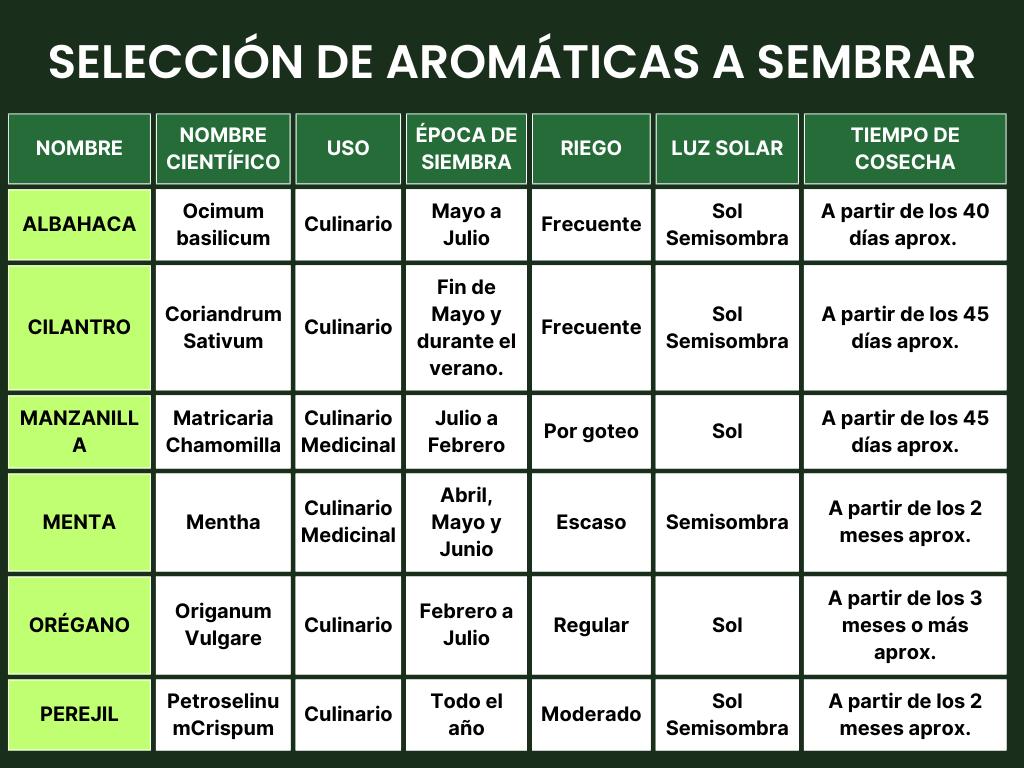 SELECCIÓN DE AROMÁTICAS A SEMBRAR
NOMBRE
NOMBRE
CIENTÍFICO
USO
ÉPOCA DE
SIEMBRA
RIEGO
LUZ SOLAR
TIEMPO DE
COSECHA
ALBAHACA
Ocimum
basilicum
Culinario
Mayo a
Julio
Frecuente
Sol
Semisombra
A partir de los 40
días aprox.
CILANTRO
Coriandrum
Sativum
Culinario
Fin de
Mayo y
durante el
verano.
Frecuente
Sol
Semisombra
A partir de los 45
días aprox.
MANZANILL
A
Matricaria
Chamomilla
Culinario
Medicinal
Julio a
Febrero
Por goteo
Sol
A partir de los 45
días aprox.
MENTA
Mentha
Culinario
Medicinal
Abril,
Mayo y
Junio
Escaso
Semisombra
A partir de los 2
meses aprox.
ORÉGANO
Origanum
Vulgare
Culinario
Febrero a
Julio
Regular
Sol
A partir de los 3
meses o más
aprox.
PEREJIL
Petroselinu
mCrispum
Culinario
Todo el
año
Moderado
Sol
Semisombra
A partir de los 2
meses aprox.